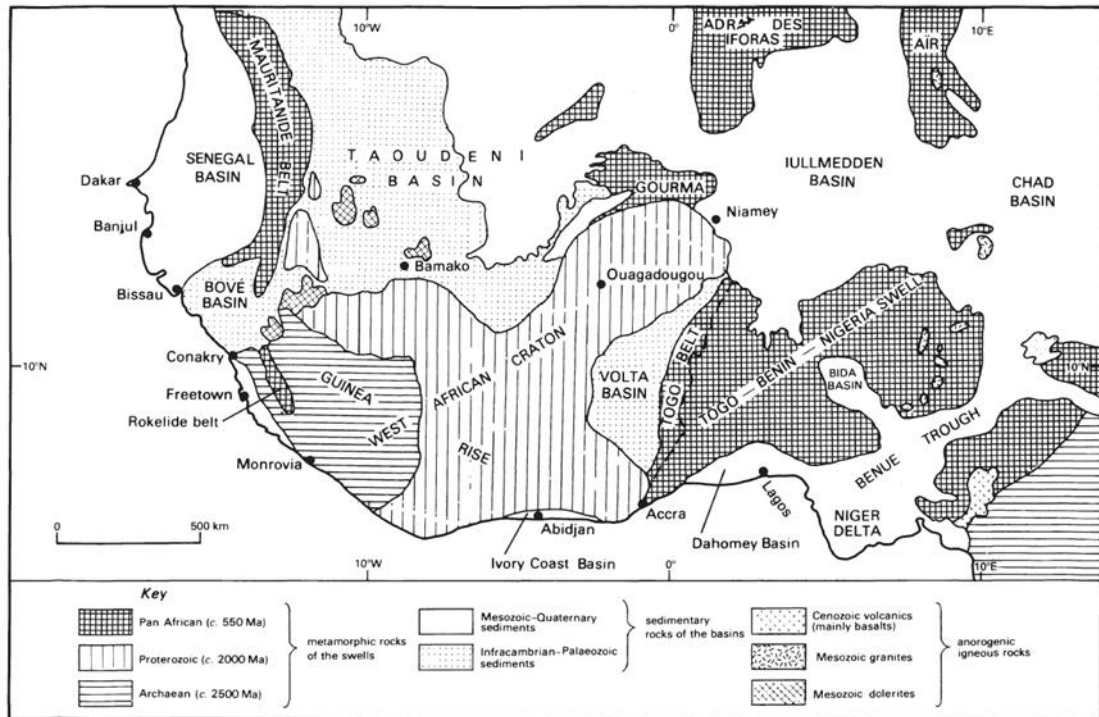 10°W
0°
10°E
ADRAR DES
IFORAS
AÏR
MAURITANIDE BELT
SENEGAL
BASIN
TAOUDENI
BASIN
IULLMEDDEN
BASIN
CHAD
BASIN
Dakar
GOURMA
Niamey
Banjul
Bamako
Ouagadougou
Bissau
BOVÉ
BASIN
10°N
Conakry
GUINEA RISE
WEST AFRICAN CRATON
VOLTA
BASIN
TOGO BELT
TOGO — BENIN — NIGERIA SWELL
BIDA
BASIN
10°N
Freetown
Rokelide belt
BENUE TROUGH
Monrovia
0 500 km
Abidjan
Accra
Lagos
NIGER
DELTA
Ivory Coast Basin
Dahomey Basin
10°W
0°
10°E
Key
Pan African (c. 550 Ma)
Proterozoic (c. 2000 Ma)
Archaean (c. 2500 Ma)
metamorphic rocks
of the swells
Mesozoic-Quaternary
sediments
Infracambrian-Palaeozoic
sediments
sedimentary
rocks of the basins
Cenozoic volcanics
(mainly basalts)
Mesozoic granites
Mesozoic dolerites
anorogenic
igneous rocks